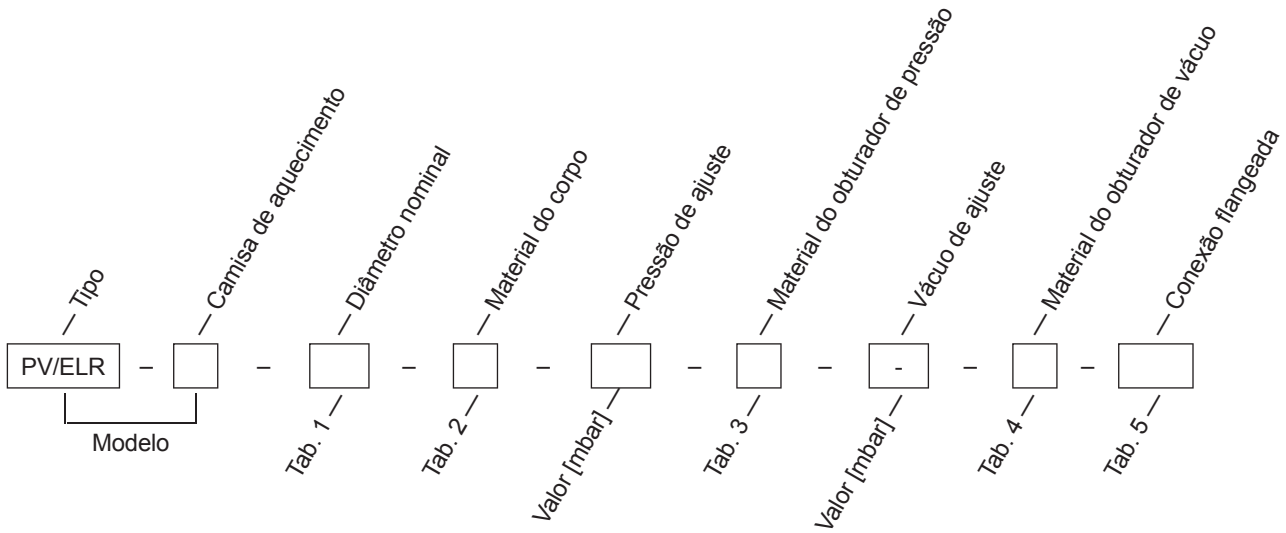 Tipo
Camisa de aquecimento
Diâmetro nominal
Material do corpo
Pressão de ajuste
Material do obturador de pressão
Vácuo de ajuste
Material do obturador de vácuo
Conexão flangeada
PV/ELR – – – – – – - – –
Modelo
Tab. 1
Tab. 2
Valor [mbar]
Tab. 3
Valor [mbar]
Tab. 4
Tab. 5